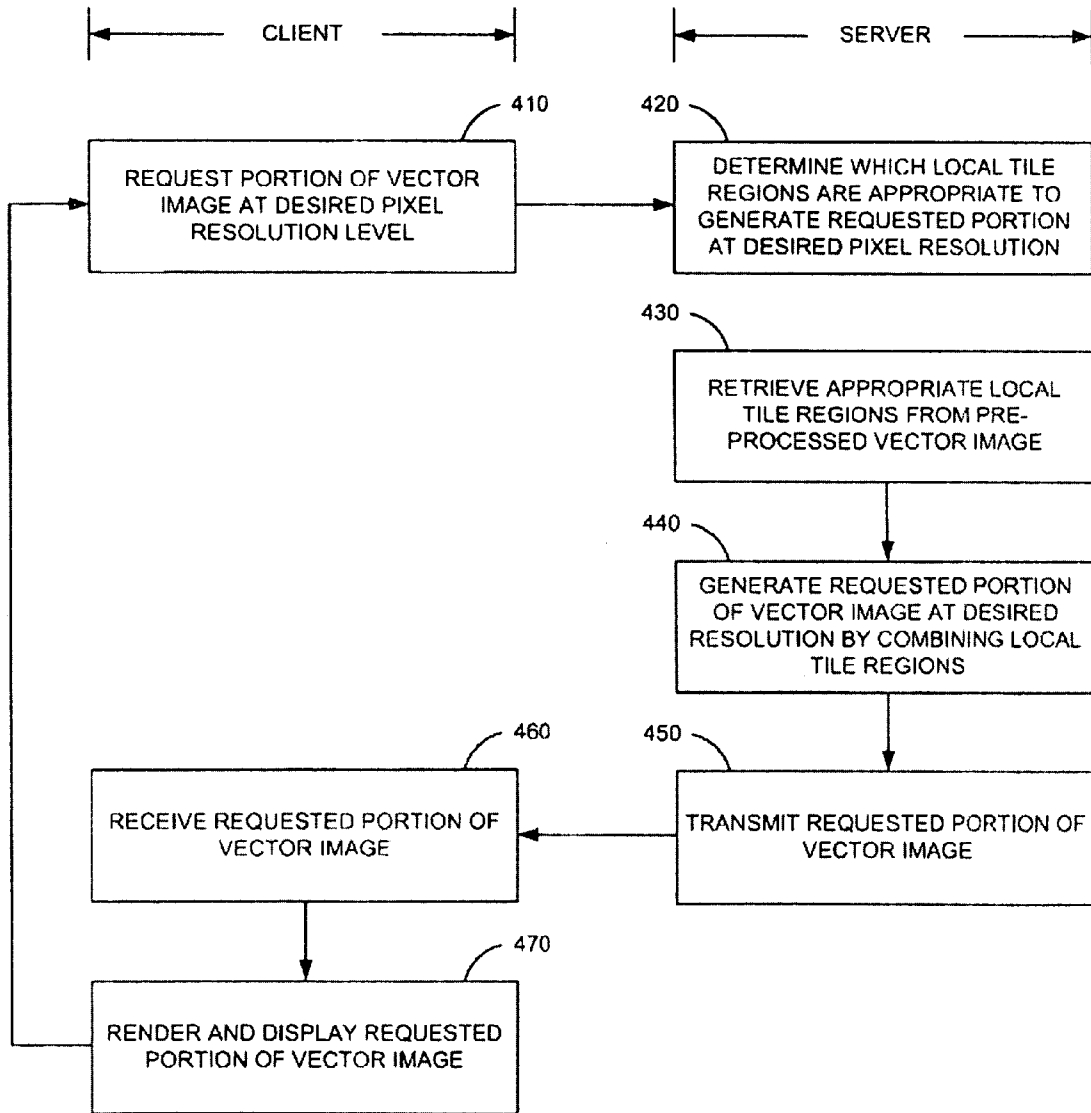 CLIENT
SERVER
410
REQUEST PORTION OF VECTOR
IMAGE AT DESIRED PIXEL
RESOLUTION LEVEL
420
DETERMINE WHICH LOCAL TILE
REGIONS ARE APPROPRIATE TO
GENERATE REQUESTED PORTION
AT DESIRED PIXEL RESOLUTION
430
RETRIEVE APPROPRIATE LOCAL
TILE REGIONS FROM PRE-
PROCESSED VECTOR IMAGE
440
GENERATE REQUESTED PORTION
OF VECTOR IMAGE AT DESIRED
RESOLUTION BY COMBINING LOCAL
TILE REGIONS
450
TRANSMIT REQUESTED PORTION OF
VECTOR IMAGE
460
RECEIVE REQUESTED PORTION OF
VECTOR IMAGE
470
RENDER AND DISPLAY REQUESTED
PORTION OF VECTOR IMAGE